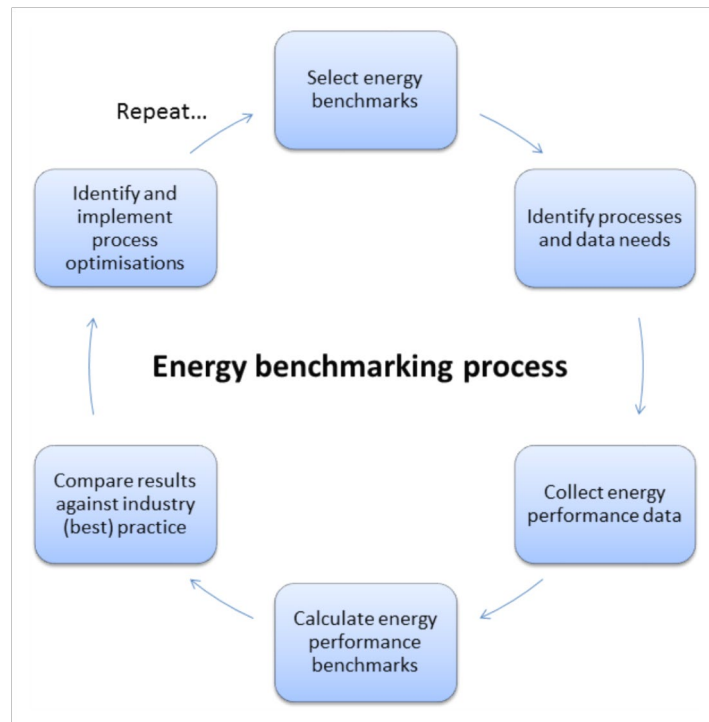 Select energy
benchmarks
Repeat...
Identify processes
and data needs
Collect energy
performance data
Calculate energy
performance
benchmarks
Compare results
against industry
(best) practice
Identify and
implement
process
optimisations
Energy benchmarking process